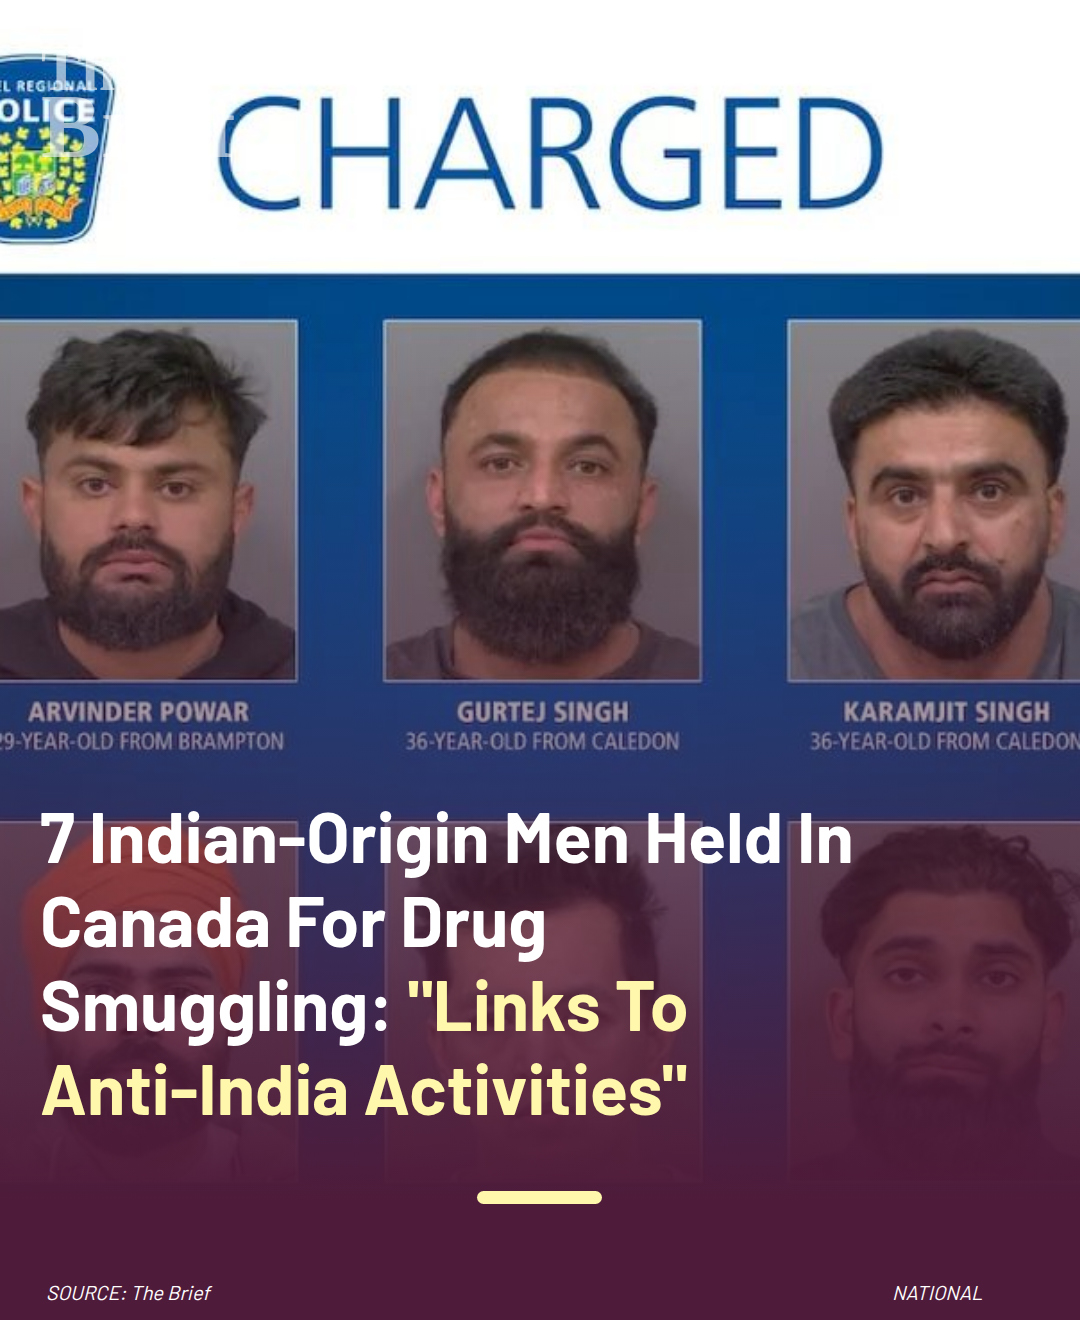 EL REGIONAL
OLICE
CHARGED
ARVINDER POWAR
29-YEAR-OLD FROM BRAMPTON
GURTEJ SINGH
36-YEAR-OLD FROM CALEDON
KARAMJIT SINGH
36-YEAR-OLD FROM CALEDON
7 Indian-Origin Men Held In
Canada For Drug
Smuggling: "Links To
Anti-India Activities"
SOURCE: The Brief
NATIONAL